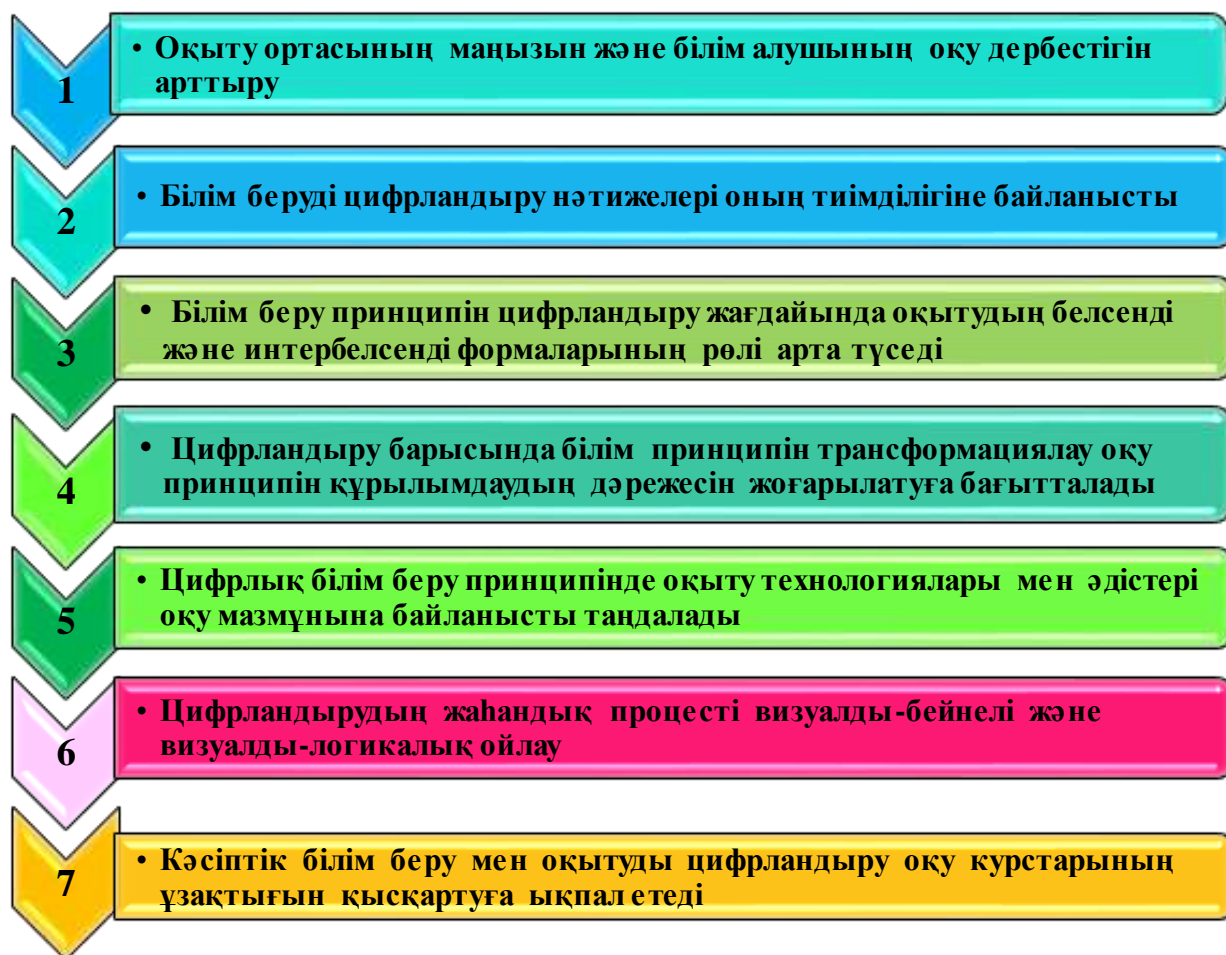 1
• Оқыту ортасының маңызын және білім алушының оқу дербестігін
арттыру
2
• Білім беруді цифрландыру нәтижелері оның тиімділігіне байланысты
3
• Білім беру принципін цифрландыру жағдайында оқытудың белсенді
және интербелсенді формаларының рөлі арта түседі
4
• Цифрландыру барысында білім принципін трансформациялау оқу
принципін құрылымдаудың дәрежесін жоғарылатуға бағытталады
5
• Цифрлық білім беру принципінде оқыту технологиялары мен әдістері
оқу мазмұнына байланысты таңдалады
6
• Цифрландырудың жаһандық процесті визуалды-бейнелі және
визуалды-логикалық ойлау
7
• Кәсіптік білім беру мен оқытуды цифрландыру оқу курстарының
ұзақтығын қысқартуға ықпал етеді